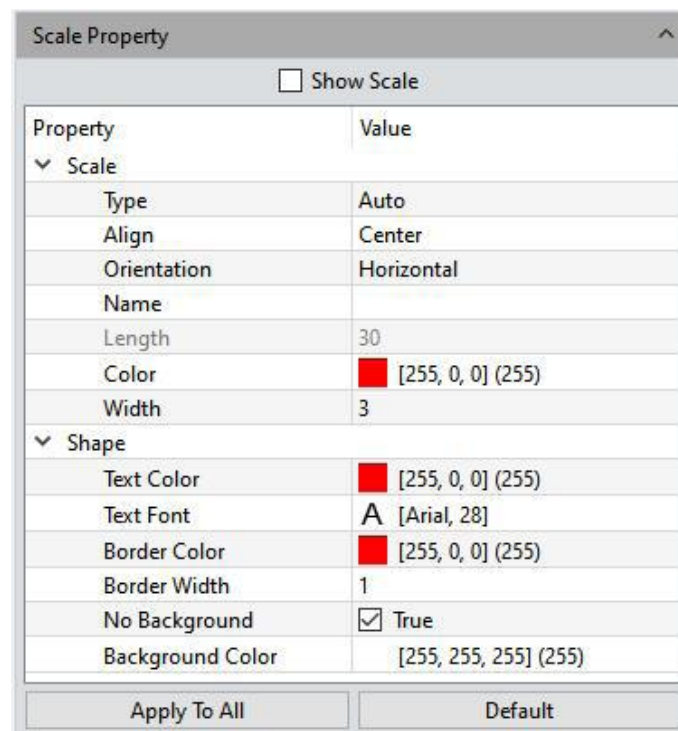 Scale Property
Show Scale
Property Value
Scale
Type Auto
Align Center
Orientation Horizontal
Name
Length 30
Color [255, 0, 0] (255)
Width 3
Shape
Text Color [255, 0, 0] (255)
Text Font A [Arial, 28]
Border Color [255, 0, 0] (255)
Border Width 1
No Background True
Background Color [255, 255, 255] (255)
Apply To All Default